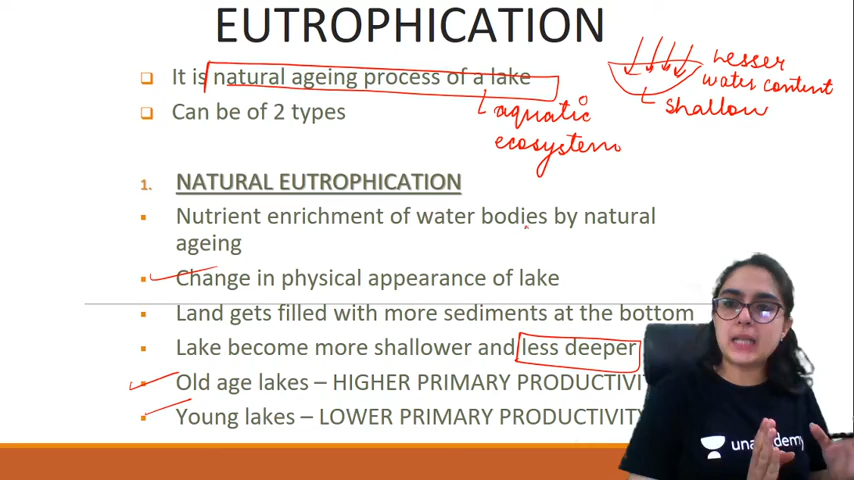 EUTROPHICATION
It is natural ageing process of a lake
Lesser
water content
shallow
Can be of 2 types
aquatic
ecosystem
1. NATURAL EUTROPHICATION
Nutrient enrichment of water bodies by natural
ageing
Change in physical appearance of lake
Land gets filled with more sediments at the bottom
Lake become more shallower and less deeper
Old age lakes – HIGHER PRIMARY PRODUCTIVI
Young lakes – LOWER PRIMARY PRODUCTIVITY
unacademy